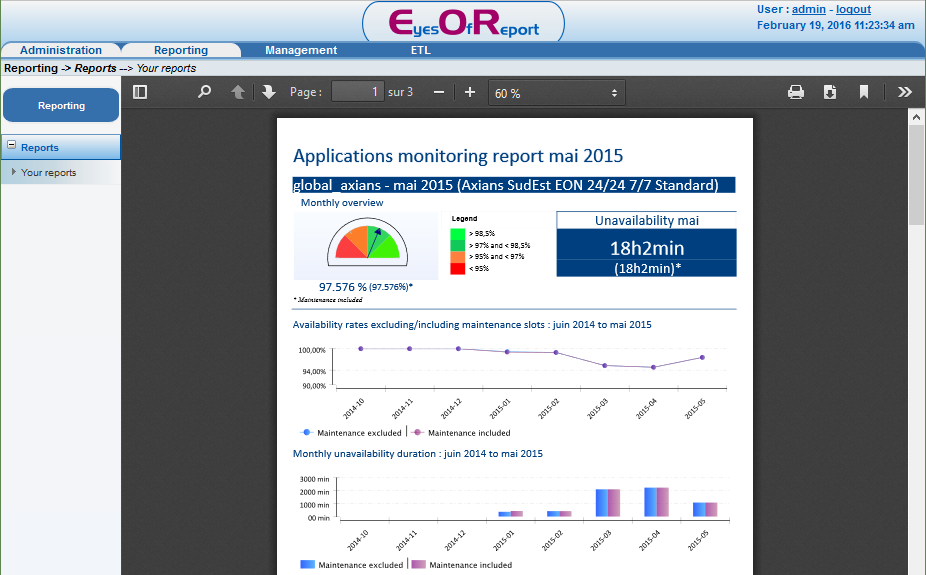 User : admin - logout
EyesOfReport
February 19, 2016 11:23:34 am
Administration Reporting Management ETL
Reporting -> Reports --> Your reports
Page : 1 sur 3 60 %
Reporting
Reports
Your reports
Applications monitoring report mai 2015
global_axians - mai 2015 (Axians SudEst EON 24/24 7/7 Standard)
Monthly overview
Legend
> 98,5%
> 97% and < 98,5%
> 95% and < 97%
< 95%
Unavailability mai
18h2min
(18h2min)*
97.576 % (97.576%)*
* Maintenance included
Availability rates excluding/including maintenance slots : juin 2014 to mai 2015
100,00%
94,00%
90,00%
2014-10 2014-11 2014-12 2015-01 2015-02 2015-03 2015-04 2015-05
Maintenance excluded Maintenance included
Monthly unavailability duration : juin 2014 to mai 2015
3000 min
2000 min
1000 min
00 min
2014-10 2014-11 2014-12 2015-01 2015-02 2015-03 2015-04 2015-05
Maintenance excluded Maintenance included